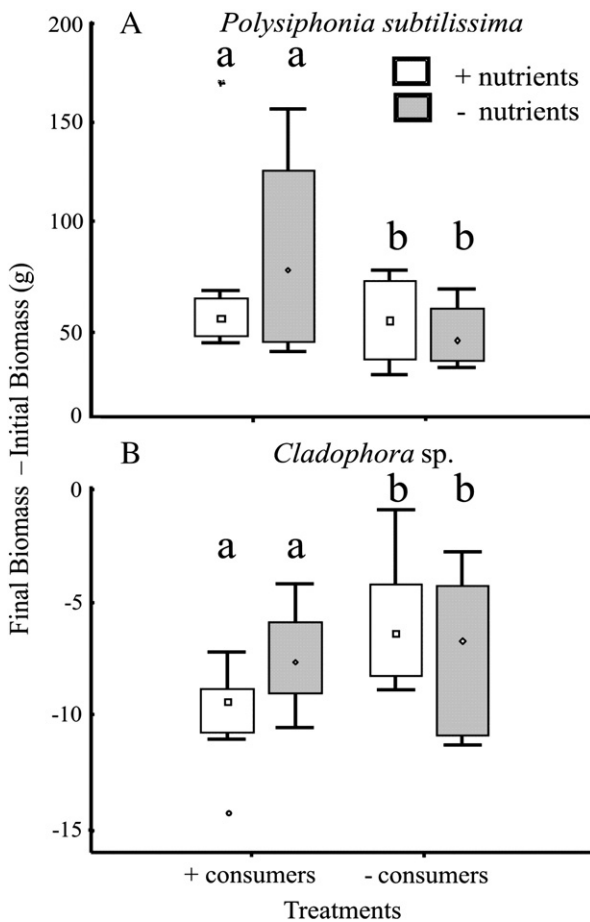 200
A
Polysiphonia subtilissima
a
a
+ nutrients
- nutrients
150
100
b
b
50
0
Final Biomass – Initial Biomass (g)
B
Cladophora sp.
0
b
b
a
a
-5
-10
-15
+ consumers
- consumers
Treatments